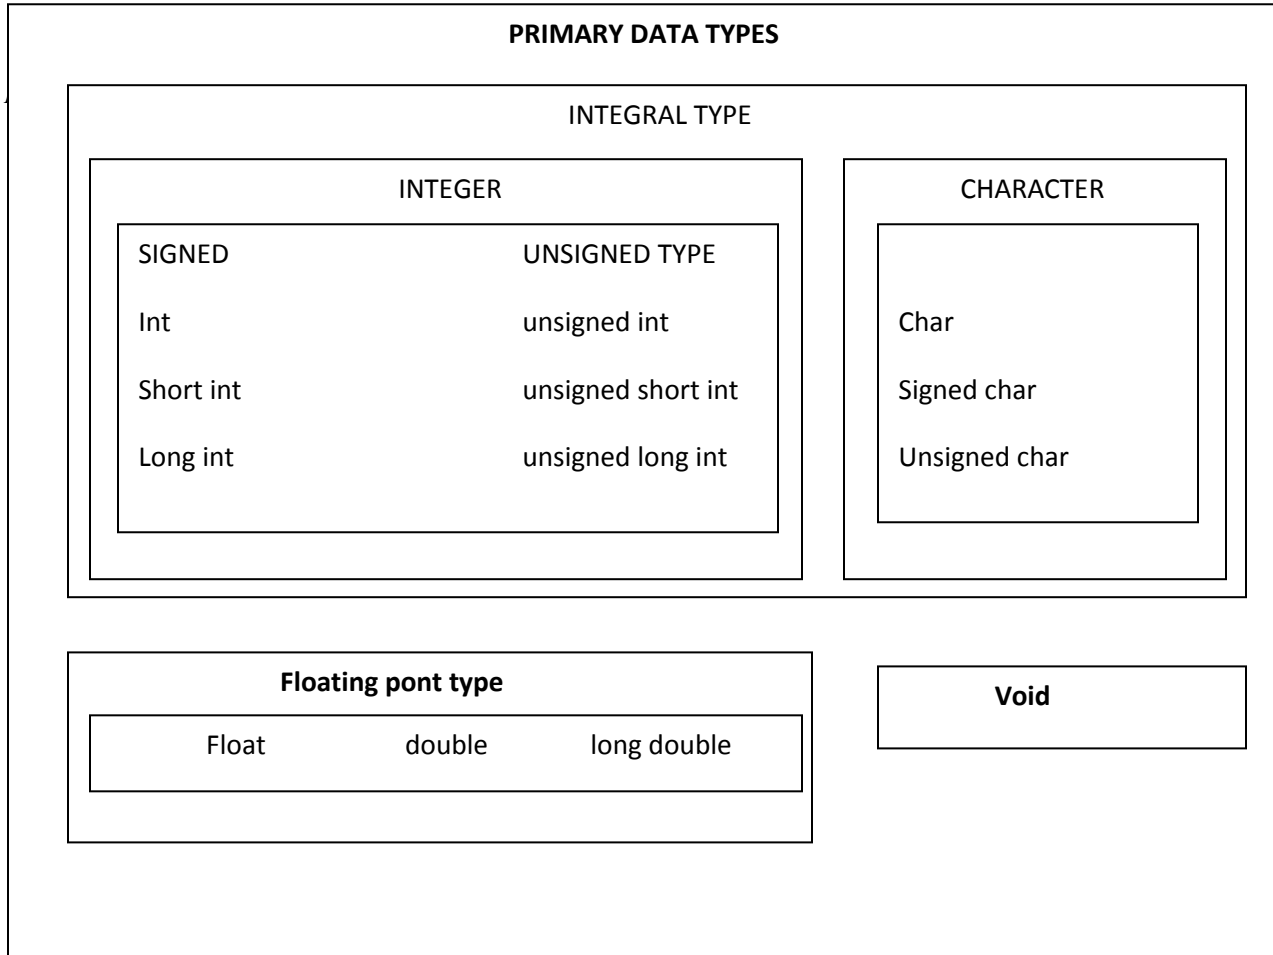 PRIMARY DATA TYPES
INTEGRAL TYPE
INTEGER
SIGNED UNSIGNED TYPE
Int unsigned int
Short int unsigned short int
Long int unsigned long int
CHARACTER
Char
Signed char
Unsigned char
Floating pont type
Float double long double
Void